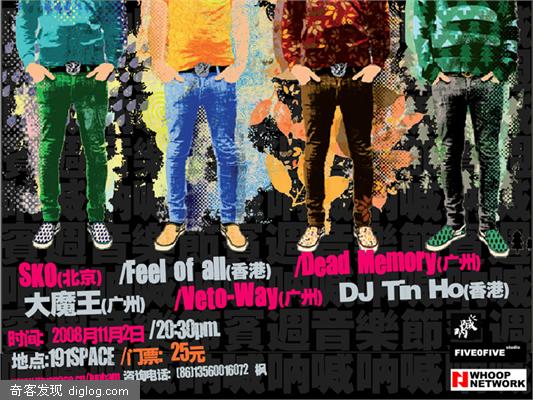 SKO(北京) /Feel of all(香港) /Dead Memory(广州)
大魔王(广州) /Veto-Way(广州) DJ Tin Ho(香港)
时间: 2008月11月2日 /20:30pm.
地点:191SPACE /门票: 25元
咨询电话: (86)13560016072 枫
呐喊
FIVE0FIVE studio
N WHOOP NETWORK
奇客发现 diglog.com